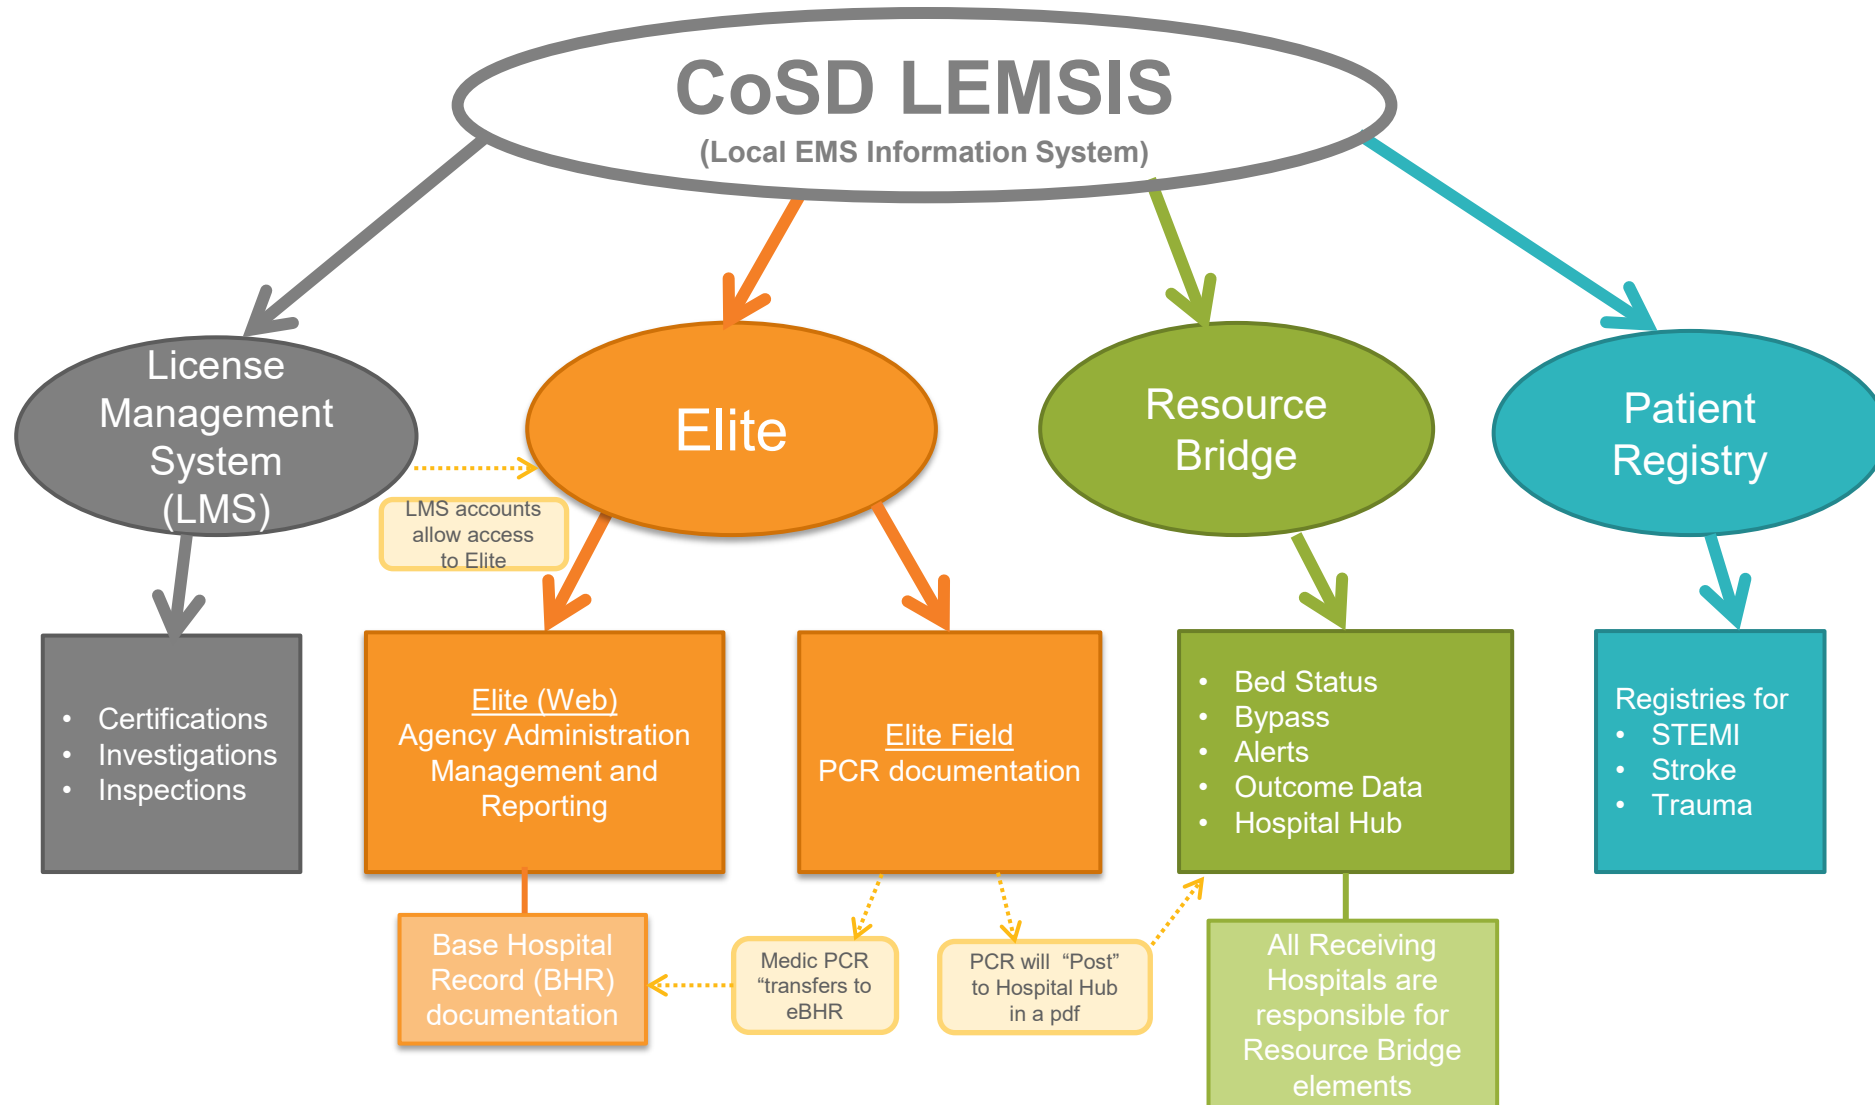 CoSD LEMSIS
(Local EMS Information System)
License
Management
System
(LMS)
Elite
Resource
Bridge
Patient
Registry
LMS accounts
allow access
to Elite
• Certifications
• Investigations
• Inspections
Elite (Web)
Agency Administration
Management and
Reporting
Elite Field
PCR documentation
• Bed Status
• Bypass
• Alerts
• Outcome Data
• Hospital Hub
Registries for
• STEMI
• Stroke
• Trauma
Base Hospital
Record (BHR)
documentation
Medic PCR
“transfers to
eBHR
PCR will “Post”
to Hospital Hub
in a pdf
All Receiving
Hospitals are
responsible for
Resource Bridge
elements